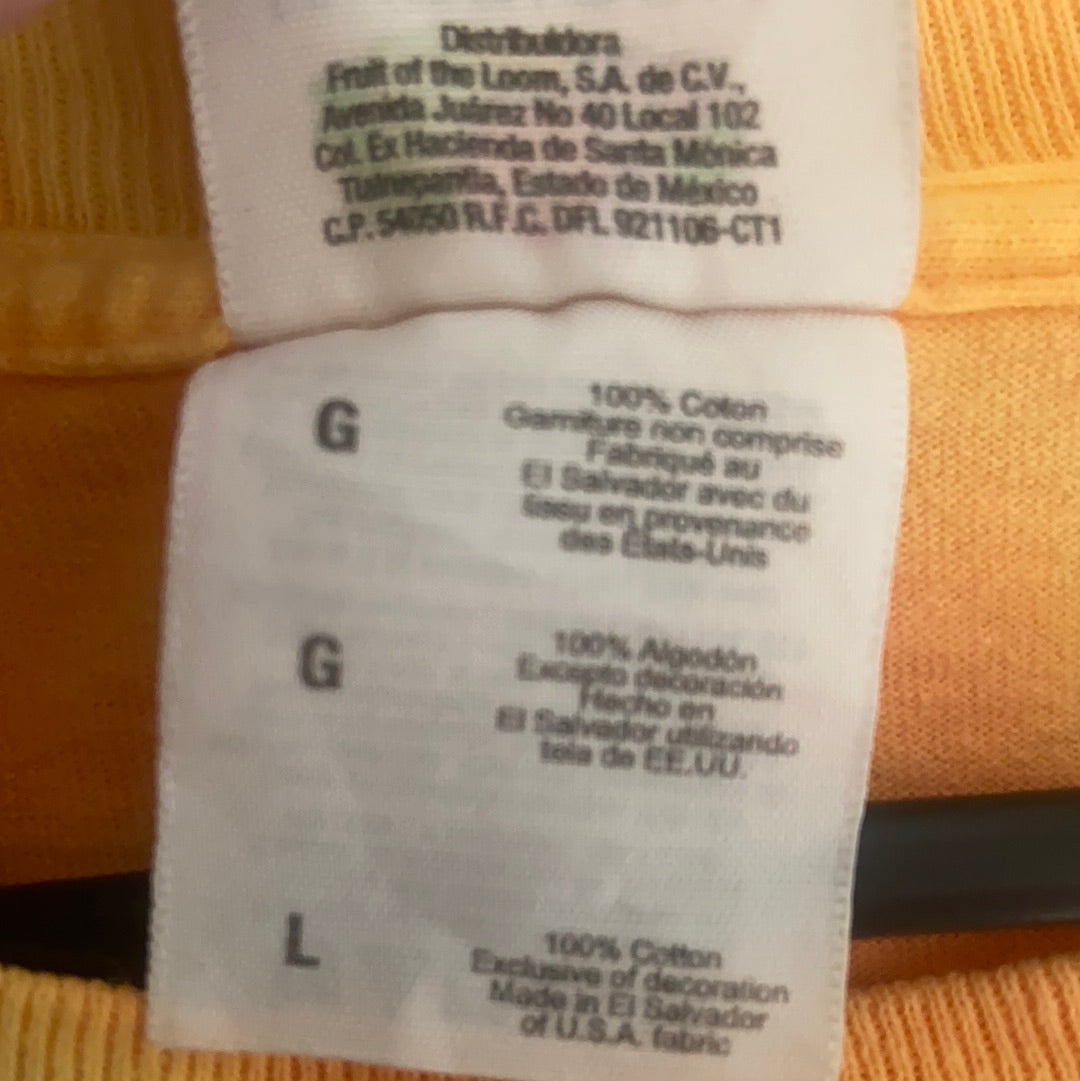 Distribuidora
Fruit of the Loom, S.A. de C.V.,
Avenida Juárez No 40 Local 102
Col. Ex Hacienda de Santa Mónica
Tlalnepantla, Estado de México
C.P. 54050 R.F.C. DFL 921106-CT1
G
100% Coton
Garniture non comprise
Fabriqué au
El Salvador avec du
tissu en provenance
des États-Unis
G
100% Algodón
Excepto decoración
Hecho en
El Salvador utilizando
tela de EE.UU.
L
100% Cotton
Exclusive of decoration
Made in El Salvador
of U.S.A. fabric